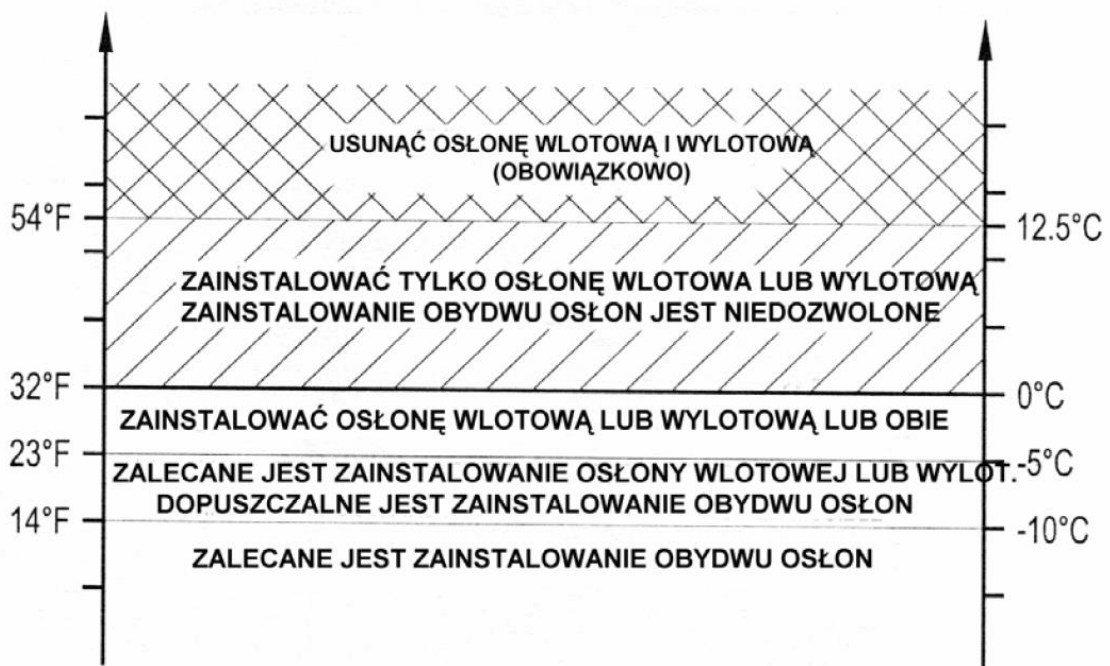 USUNĄĆ OSŁONĘ WLOTOWĄ I WYLOTOWĄ
(OBOWIĄZKOWO)
54°F
12.5°C
ZAINSTALOWAĆ TYLKO OSŁONĘ WLOTOWA LUB WYLOTOWĄ
ZAINSTALOWANIE OBYDWU OSŁON JEST NIEDOZWOLONE
32°F
0°C
ZAINSTALOWAĆ OSŁONĘ WLOTOWĄ LUB WYLOTOWĄ LUB OBIE
23°F
-5°C
ZALECANE JEST ZAINSTALOWANIE OSŁONY WLOTOWEJ LUB WYLOT.
DOPUSZCZALNE JEST ZAINSTALOWANIE OBYDWU OSŁON
14°F
-10°C
ZALECANE JEST ZAINSTALOWANIE OBYDWU OSŁON